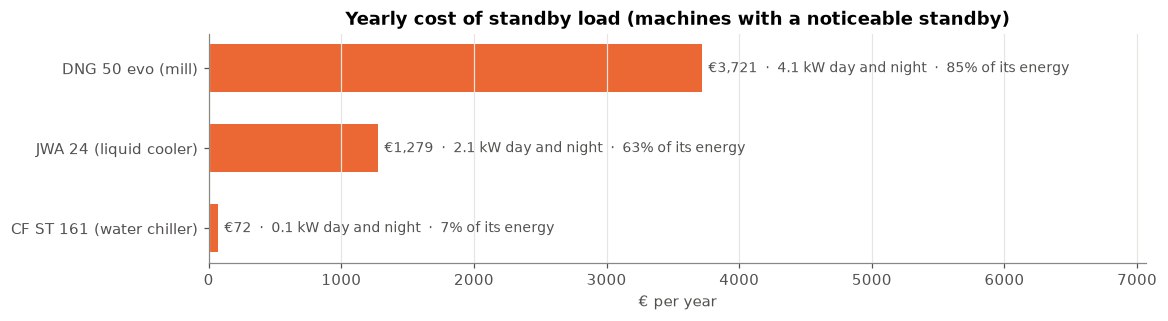 Yearly cost of standby load (machines with a noticeable standby)
DNG 50 evo (mill)
€3,721 · 4.1 kW day and night · 85% of its energy
JWA 24 (liquid cooler)
€1,279 · 2.1 kW day and night · 63% of its energy
CF ST 161 (water chiller)
€72 · 0.1 kW day and night · 7% of its energy
0 1000 2000 3000 4000 5000 6000 7000
€ per year